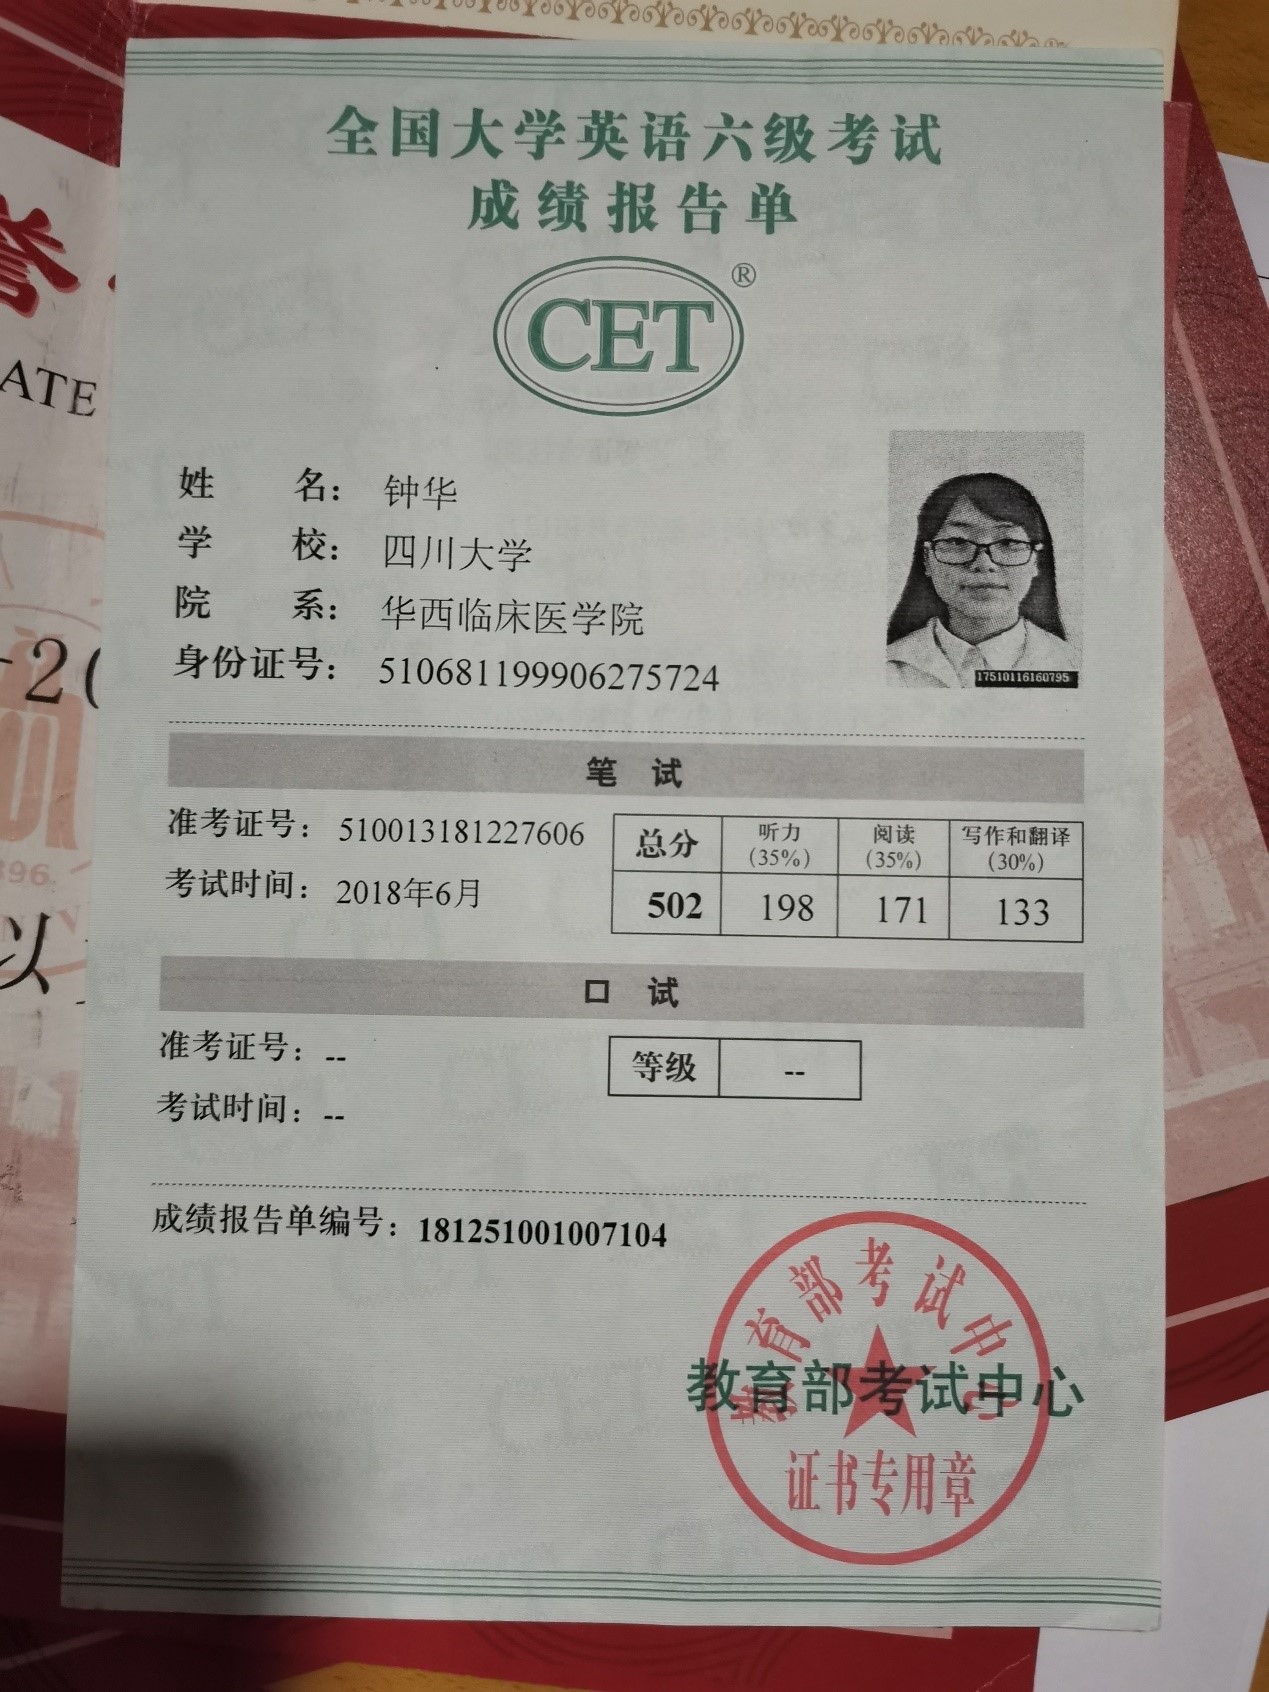 全国大学英语六级考试
成绩报告单
CET®
姓 名： 钟华
学 校： 四川大学
院 系： 华西临床医学院
身份证号： 510681199906275724
17510116160795
笔 试
准考证号： 510013181227606
考试时间： 2018年6月
总分 听力 (35%) 阅读 (35%) 写作和翻译 (30%)
502 198 171 133
口 试
准考证号： --
考试时间： --
等级 --
成绩报告单编号： 181251001007104
教育部考试中心
教育部考试中心
证书专用章
誉
ATE
-2(
896
以